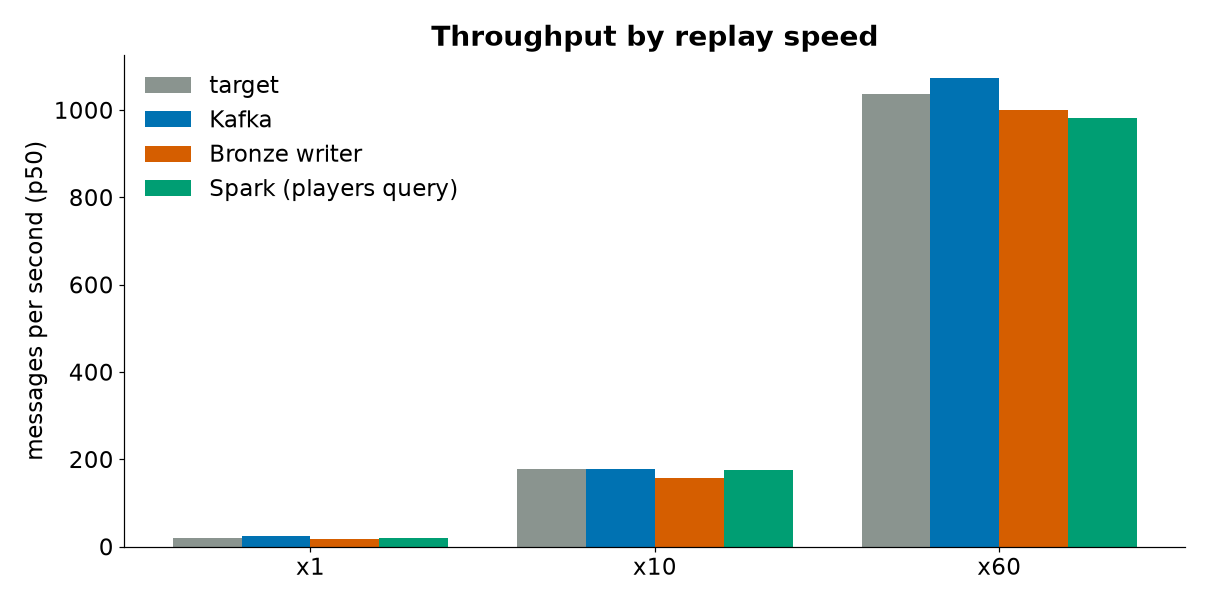 Throughput by replay speed
target
Kafka
Bronze writer
Spark (players query)
messages per second (p50)
1000
800
600
400
200
0
x1
x10
x60